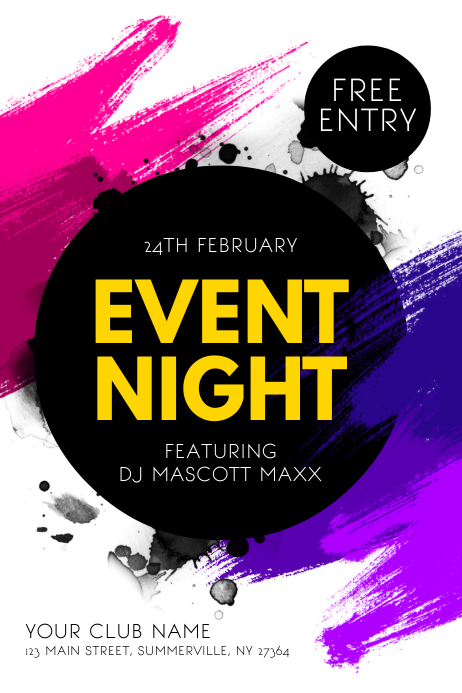 FREE
ENTRY
24TH FEBRUARY
EVENT
NIGHT
FEATURING
DJ MASCOTT MAXX
YOUR CLUB NAME
123 MAIN STREET, SUMMERVILLE, NY 27364